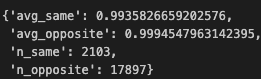 {'avg_same': 0.9935826659202576,
'avg_opposite': 0.9994547963142395,
'n_same': 2103,
'n_opposite': 17897}